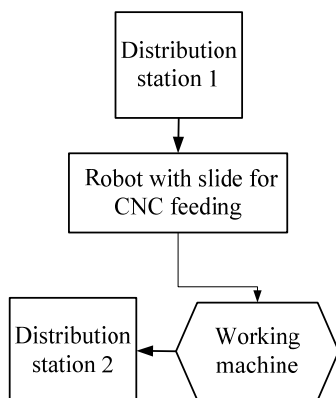 Distribution
station 1
Robot with slide for
CNC feeding
Distribution
station 2
Working
machine